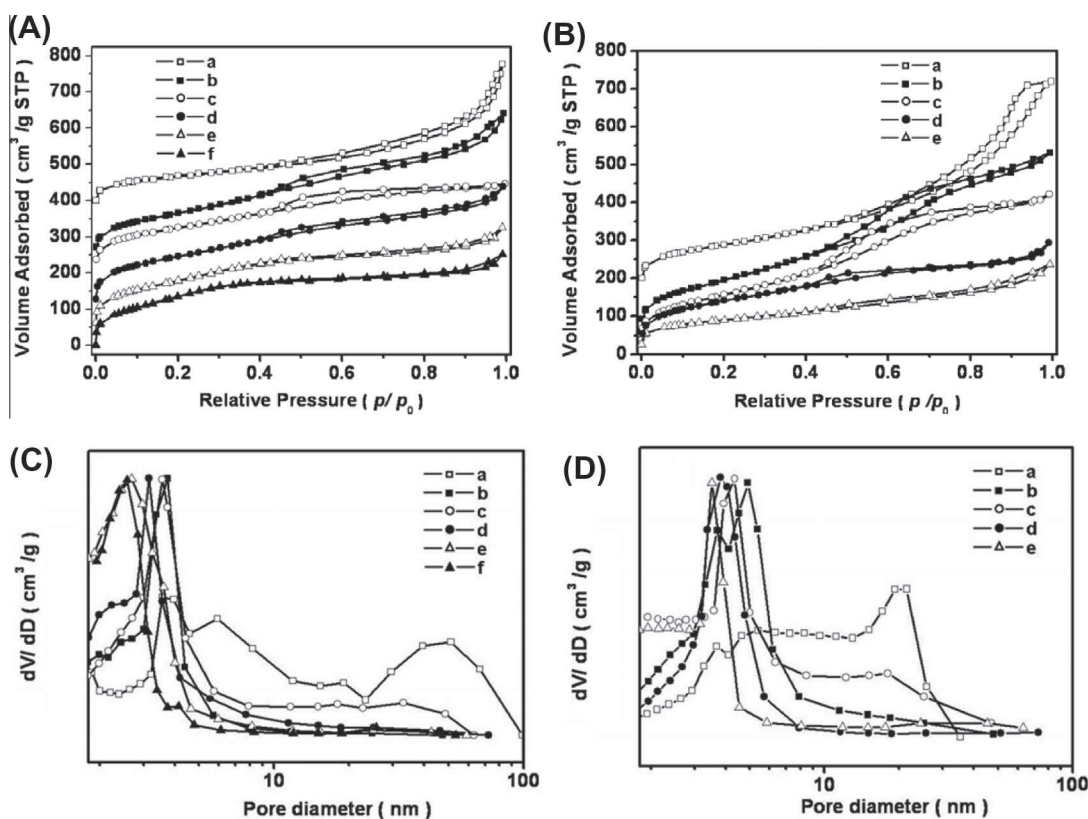 (A)
800
700
600
500
400
300
200
100
0
Volume Adsorbed ( cm³ /g STP )
a
b
c
d
e
f
0.0 0.2 0.4 0.6 0.8 1.0
Relative Pressure ( p/ p₀ )
(B)
800
700
600
500
400
300
200
100
0
Volume Adsorbed ( cm³ /g STP )
a
b
c
d
e
0.0 0.2 0.4 0.6 0.8 1.0
Relative Pressure ( p /p₀ )
(C)
dV/ dD ( cm³ /g )
a
b
c
d
e
f
10 100
Pore diameter ( nm )
(D)
dV/ dD ( cm³ /g )
a
b
c
d
e
10 100
Pore diameter ( nm )